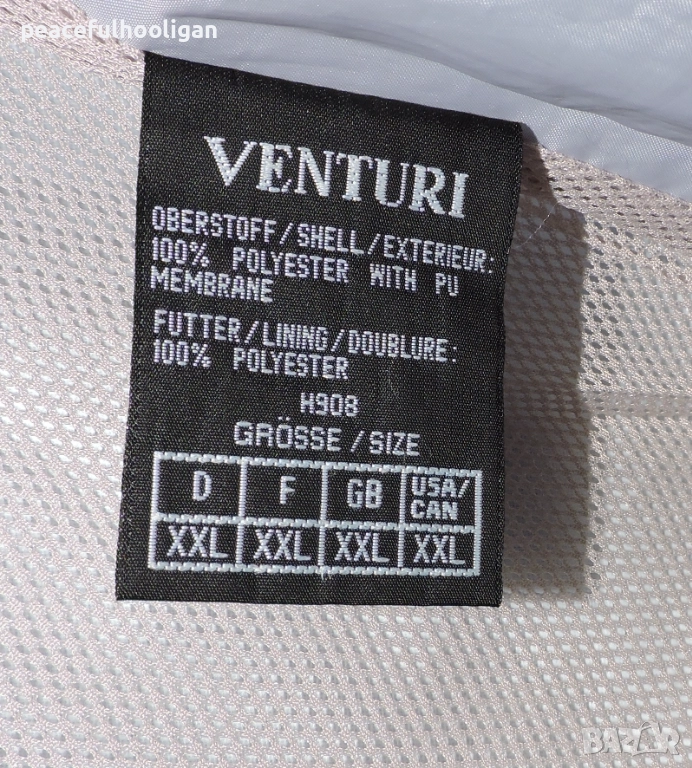 peacefulhooligan
VENTURI
OBERSTOFF/SHELL/EXTERIEUR:
100% POLYESTER WITH PU
MEMBRANE
FUTTER/LINING/DOUBLURE:
100% POLYESTER
H908
GRÖSSE/SIZE
D F GB USA/
CAN
XXL XXL XXL XXL
BAZAR